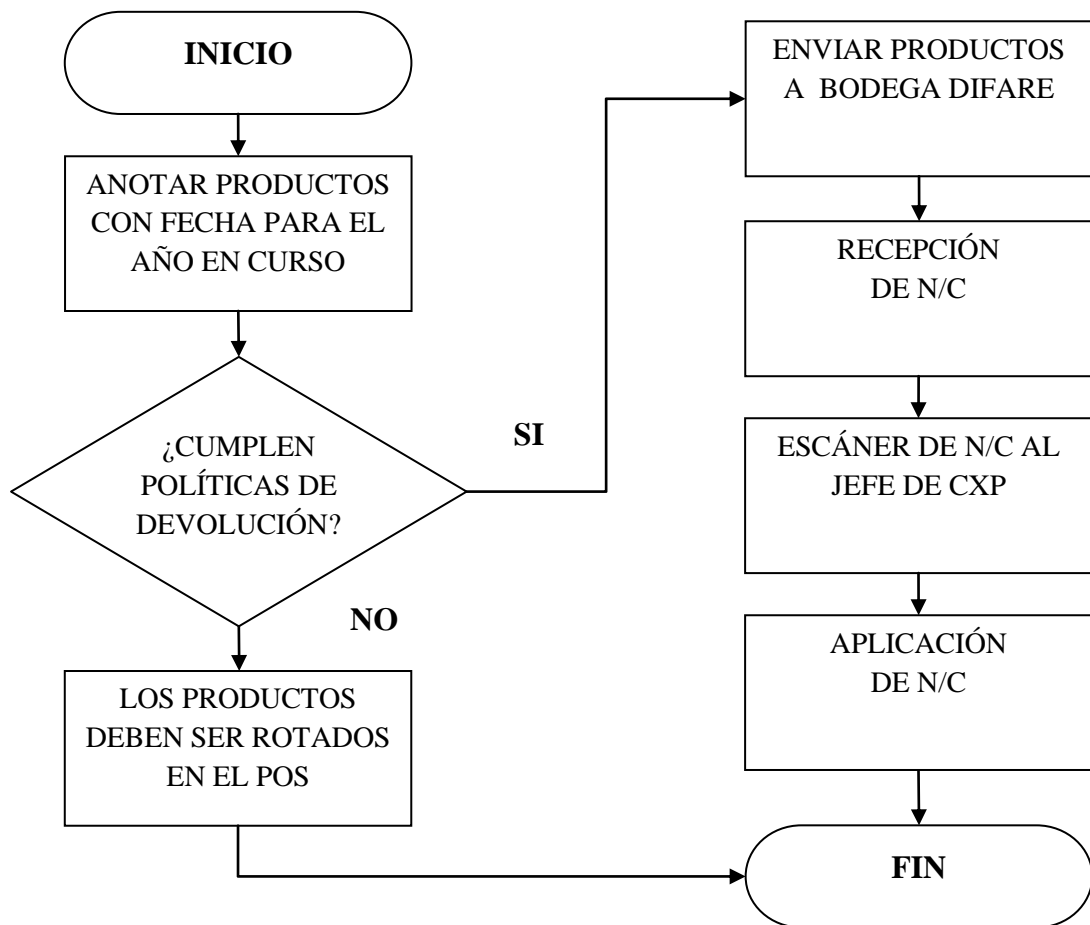 INICIO
ANOTAR PRODUCTOS
CON FECHA PARA EL
AÑO EN CURSO
¿CUMPLEN
POLÍTICAS DE
DEVOLUCIÓN?
SI
NO
LOS PRODUCTOS
DEBEN SER ROTADOS
EN EL POS
ENVIAR PRODUCTOS
A BODEGA DIFARE
RECEPCIÓN
DE N/C
ESCÁNER DE N/C AL
JEFE DE CXP
APLICACIÓN
DE N/C
FIN